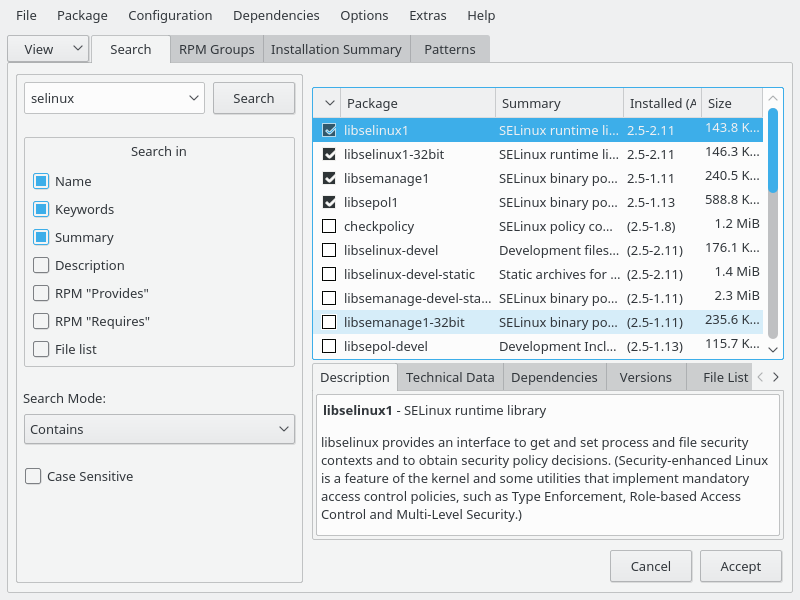 File Package Configuration Dependencies Options Extras Help
View Search RPM Groups Installation Summary Patterns
selinux Search
Search in
Name
Keywords
Summary
Description
RPM "Provides"
RPM "Requires"
File list
Search Mode:
Contains
Case Sensitive
Package Summary Installed (A Size
libselinux1 SELinux runtime li... 2.5-2.11 143.8 K...
libselinux1-32bit SELinux runtime li... 2.5-2.11 146.3 K...
libsemanage1 SELinux binary po... 2.5-1.11 240.5 K...
libsepol1 SELinux binary po... 2.5-1.13 588.8 K...
checkpolicy SELinux policy co... (2.5-1.8) 1.2 MiB
libselinux-devel Development files... (2.5-2.11) 176.1 K...
libselinux-devel-static Static archives for ... (2.5-2.11) 1.4 MiB
libsemanage-devel-sta... SELinux binary po... (2.5-1.11) 2.3 MiB
libsemanage1-32bit SELinux binary po... (2.5-1.11) 235.6 K...
libsepol-devel Development Incl... (2.5-1.13) 115.7 K...
Description Technical Data Dependencies Versions File List
libselinux1 - SELinux runtime library
libselinux provides an interface to get and set process and file security
contexts and to obtain security policy decisions. (Security-enhanced Linux
is a feature of the kernel and some utilities that implement mandatory
access control policies, such as Type Enforcement, Role-based Access
Control and Multi-Level Security.)
Cancel Accept